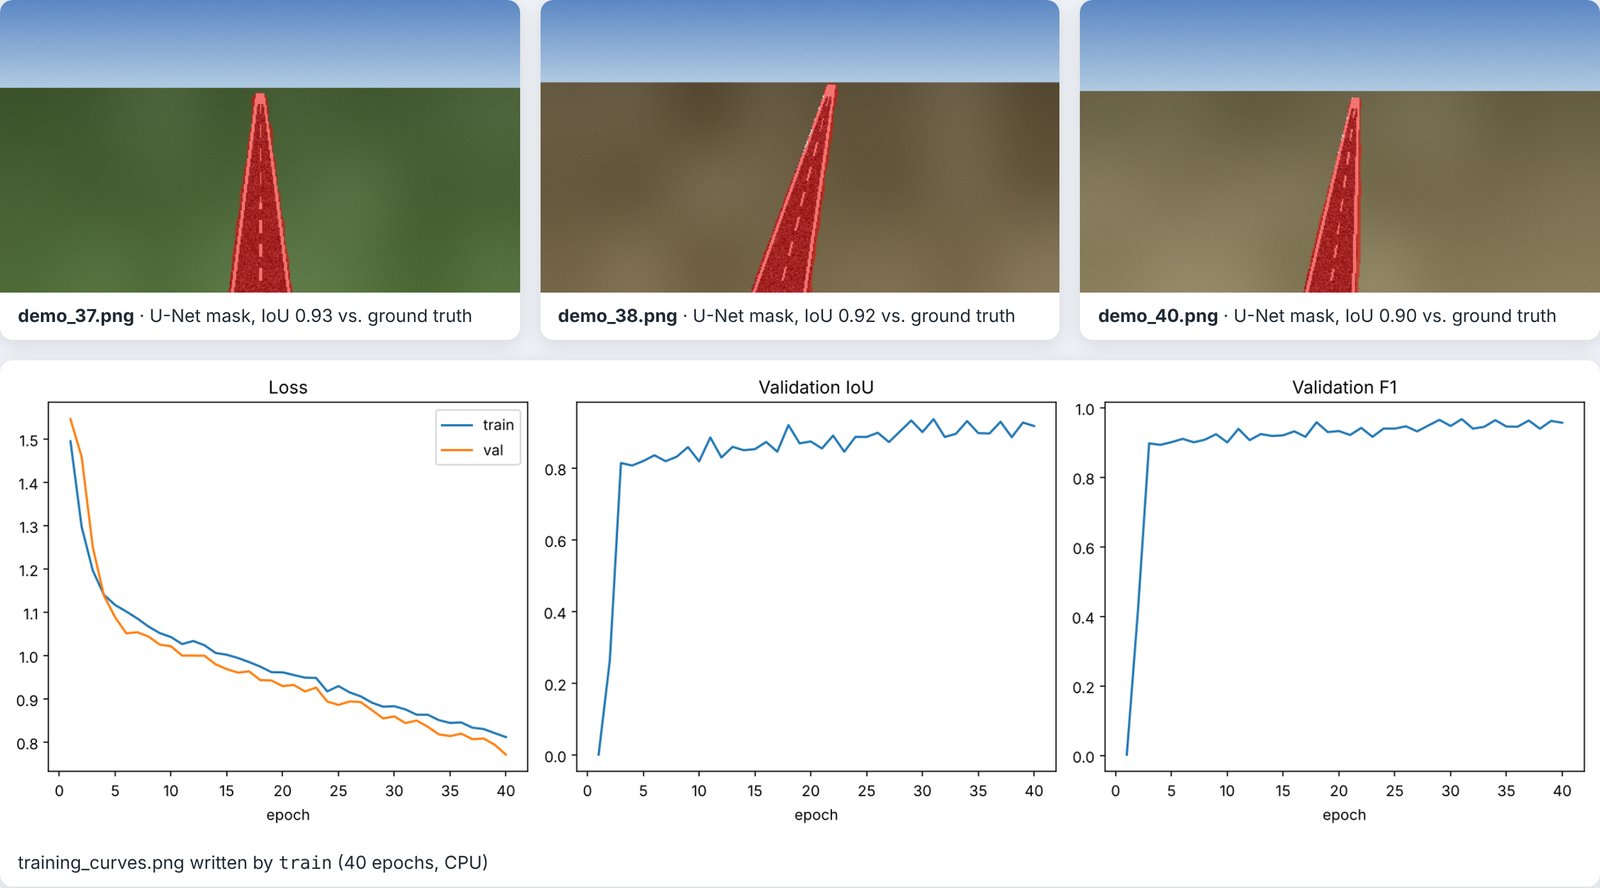 demo_37.png · U-Net mask, IoU 0.93 vs. ground truth
demo_38.png · U-Net mask, IoU 0.92 vs. ground truth
demo_40.png · U-Net mask, IoU 0.90 vs. ground truth
Loss
train
val
1.5
1.4
1.3
1.2
1.1
1.0
0.9
0.8
0 5 10 15 20 25 30 35 40
epoch
Validation IoU
0.8
0.6
0.4
0.2
0.0
0 5 10 15 20 25 30 35 40
epoch
Validation F1
1.0
0.8
0.6
0.4
0.2
0.0
0 5 10 15 20 25 30 35 40
epoch
training_curves.png written by train (40 epochs, CPU)